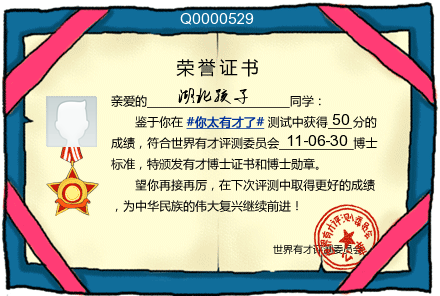 Q0000529
荣誉证书
亲爱的 湖北孩子 同学：
鉴于你在 #你太有才了# 测试中获得 50 分的
成绩，符合世界有才评测委员会 11-06-30 博士
标准，特颁发有才博士证书和博士勋章。
望你再接再厉，在下次评测中取得更好的成绩
，为中华民族的伟大复兴继续前进！
世界有才评测委员会